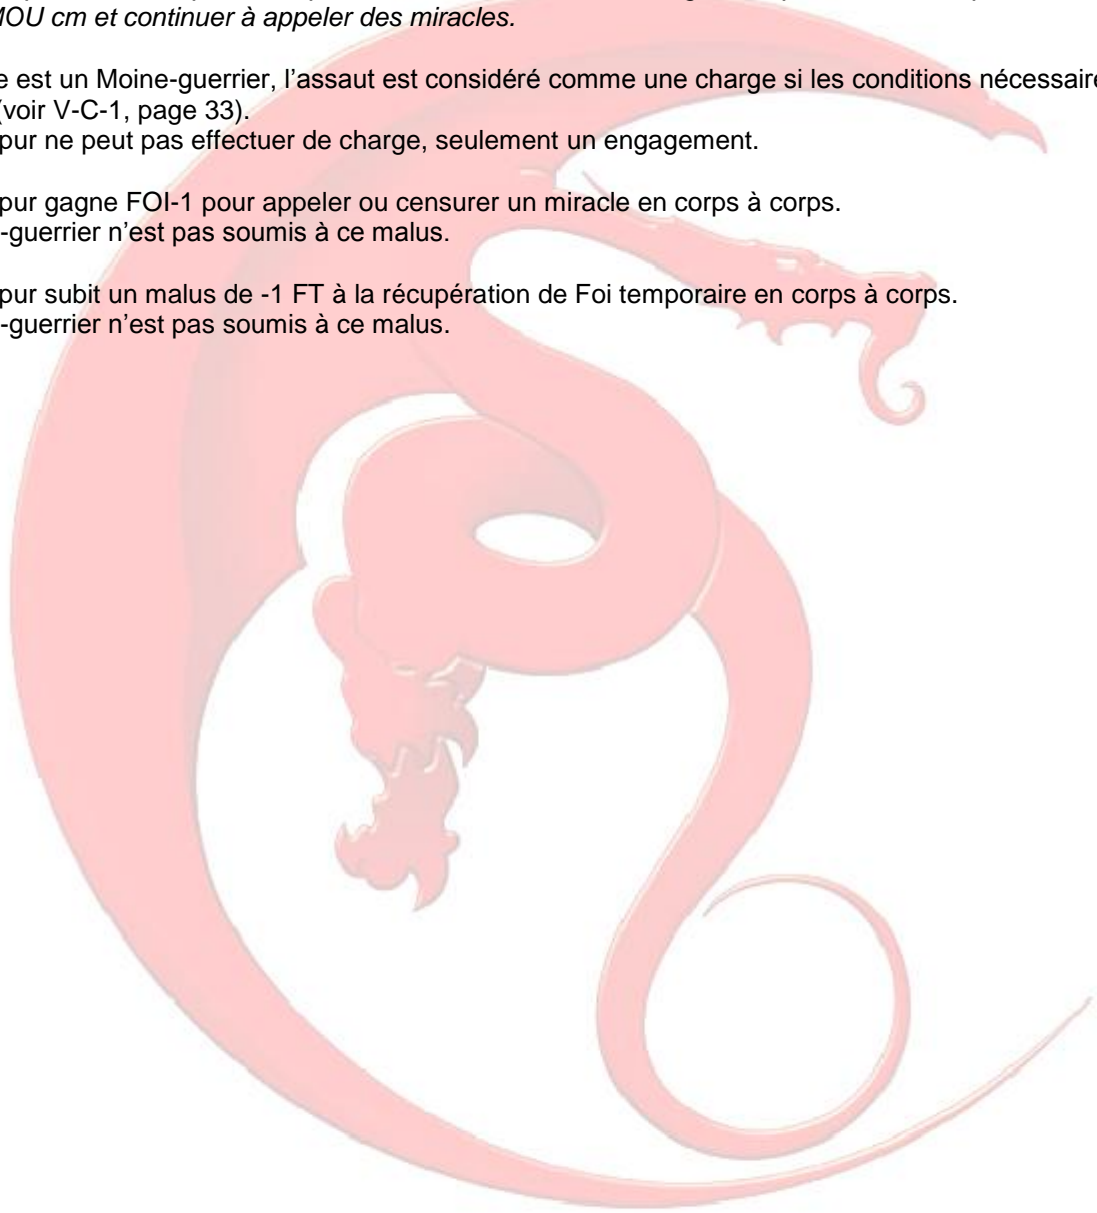 MOU cm et continuer à appeler des miracles.
e est un Moine-guerrier, l'assaut est considéré comme une charge si les conditions nécessaire
(voir V-C-1, page 33).
pur ne peut pas effectuer de charge, seulement un engagement.
pur gagne FOI-1 pour appeler ou censurer un miracle en corps à corps.
-guerrier n'est pas soumis à ce malus.
pur subit un malus de -1 FT à la récupération de Foi temporaire en corps à corps.
-guerrier n'est pas soumis à ce malus.